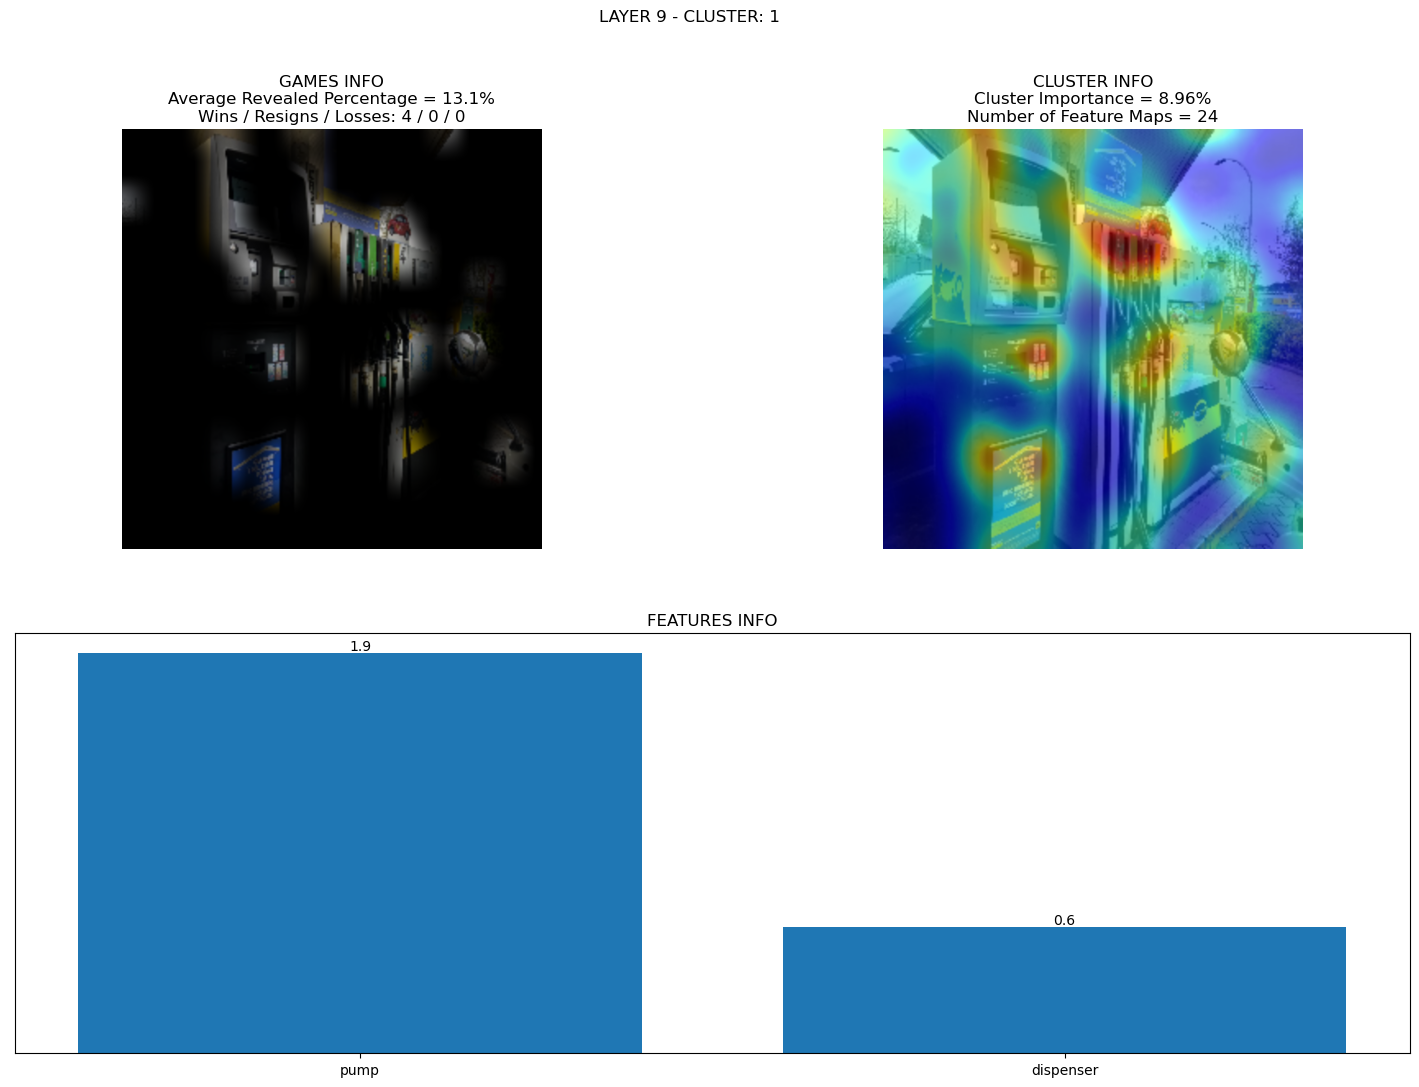 LAYER 9 - CLUSTER: 1
GAMES INFO
Average Revealed Percentage = 13.1%
Wins / Resigns / Losses: 4 / 0 / 0
CLUSTER INFO
Cluster Importance = 8.96%
Number of Feature Maps = 24
FEATURES INFO
1.9
0.6
pump
dispenser